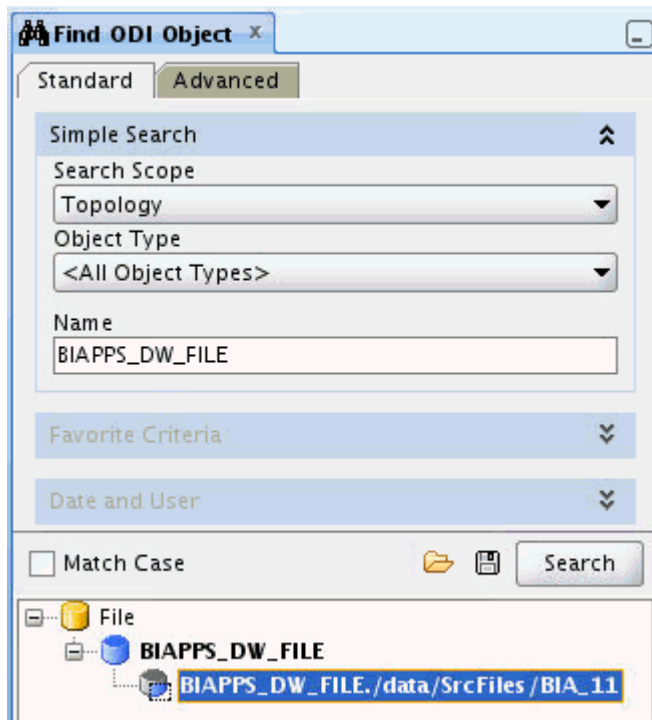 Find ODI Object x
Standard Advanced
Simple Search
Search Scope
Topology
Object Type
<All Object Types>
Name
BIAPPS_DW_FILE
Favorite Criteria
Date and User
Match Case Search
File
BIAPPS_DW_FILE
BIAPPS_DW_FILE./data/SrcFiles/BIA_11